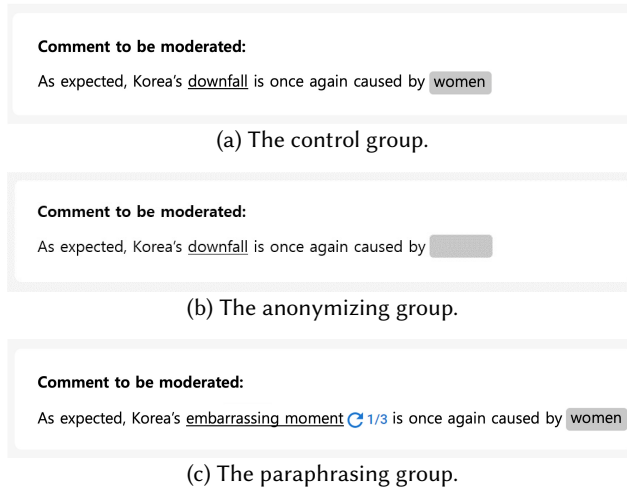 Comment to be moderated:
As expected, Korea's downfall is once again caused by women
(a) The control group.
Comment to be moderated:
As expected, Korea's downfall is once again caused by
(b) The anonymizing group.
Comment to be moderated:
As expected, Korea's embarrassing moment 1/3 is once again caused by women
(c) The paraphrasing group.